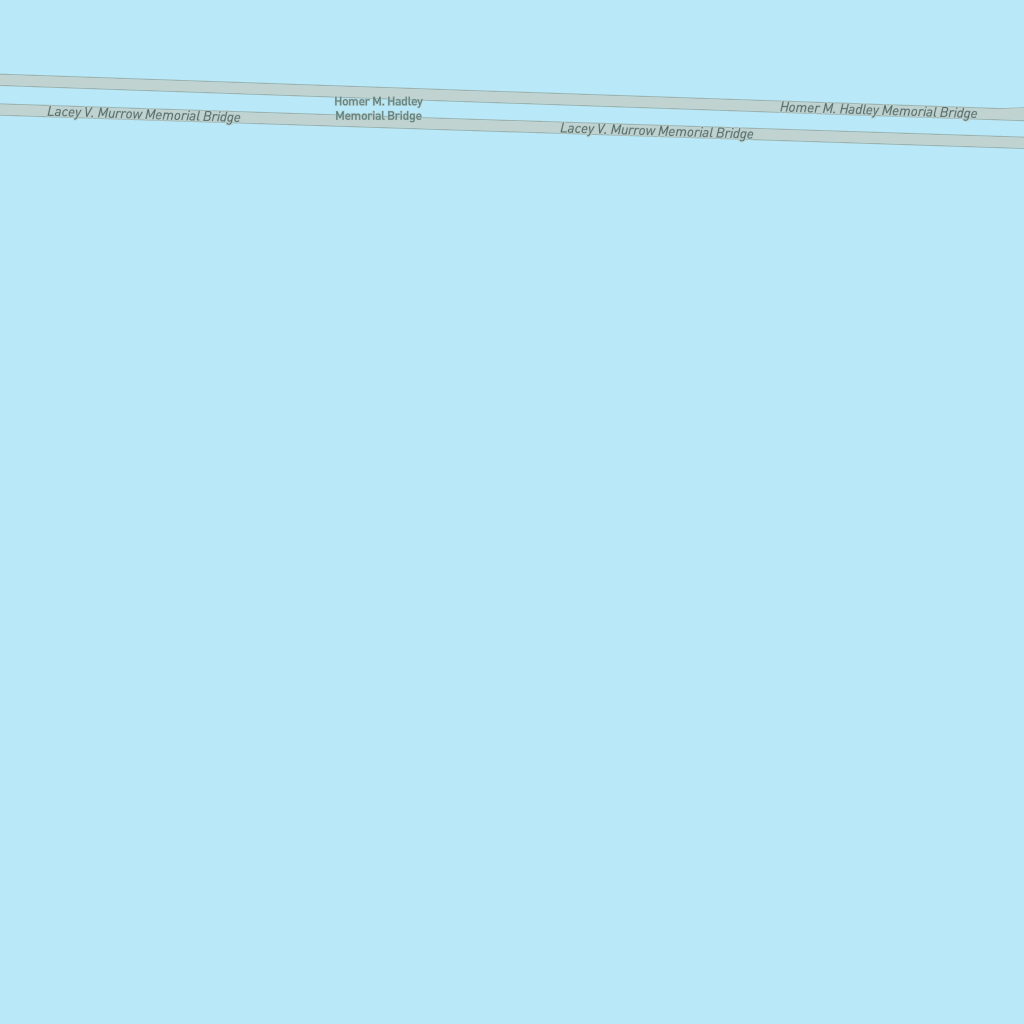 Homer M. Hadley
Memorial Bridge
Homer M. Hadley Memorial Bridge
Lacey V. Murrow Memorial Bridge
Lacey V. Murrow Memorial Bridge